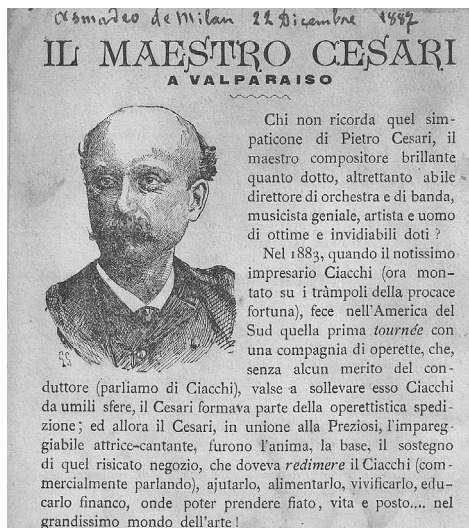 Asmodeo de Milan 22 Dicembre 1887
IL MAESTRO CESARI
A VALPARAISO
Chi non ricorda quel sim-
paticone di Pietro Cesari, il
maestro compositore brillante
quanto dotto, altrettanto abile
direttore di orchestra e di banda,
musicista geniale, artista e uomo
di ottime e invidiabili doti ?
Nel 1883, quando il notissimo
impresario Ciacchi (ora mon-
tato su i tràmpoli della procace
fortuna), fece nell'America del
Sud quella prima tournée con
una compagnia di operette, che,
senza alcun merito del con-
duttore (parliamo di Ciacchi), valse a sollevare esso Ciacchi
da umili sfere, il Cesari formava parte della operettistica spedi-
zione; ed allora il Cesari, in unione alla Preziosi, l'impareg-
giabile attrice-cantante, furono l'anima, la base, il sostegno
di quel risicato negozio, che doveva redimere il Ciacchi (com-
mercialmente parlando), ajutarlo, alimentarlo, vivificarlo, edu-
carlo financo, onde poter prendere fiato, vita e posto.... nel
grandissimo mondo dell'arte !